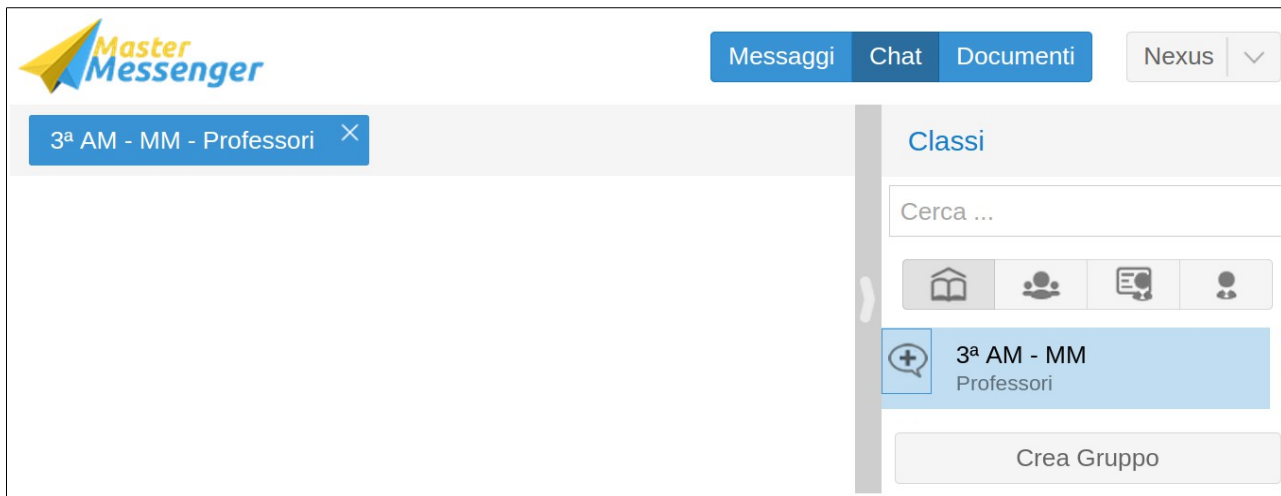 Master
Messenger
Messaggi Chat Documenti Nexus
3ª AM - MM - Professori
Classi
Cerca ...
3ª AM - MM
Professori
Crea Gruppo